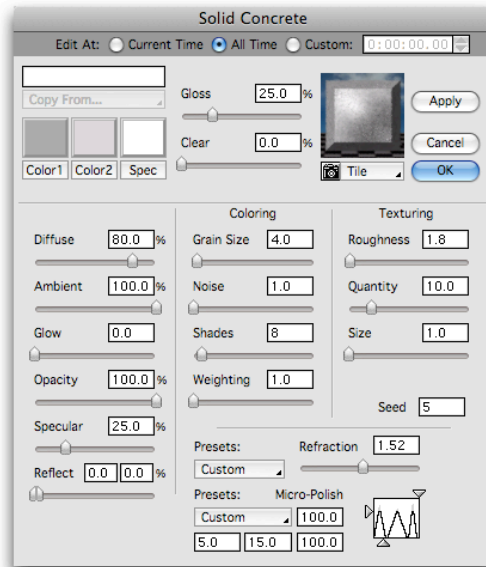 Solid Concrete
Edit At: Current Time All Time Custom: 0:00:00.00
Copy From...
Gloss 25.0 %
Apply
Clear 0.0 %
Cancel
Color1 Color2 Spec
Tile
OK
Coloring
Texturing
Diffuse 80.0 %
Grain Size 4.0
Roughness 1.8
Ambient 100.0 %
Noise 1.0
Quantity 10.0
Glow 0.0
Shades 8
Size 1.0
Opacity 100.0 %
Weighting 1.0
Seed 5
Specular 25.0 %
Presets: Refraction 1.52
Reflect 0.0 0.0 %
Custom
Presets: Micro-Polish
Custom 100.0
5.0 15.0 100.0